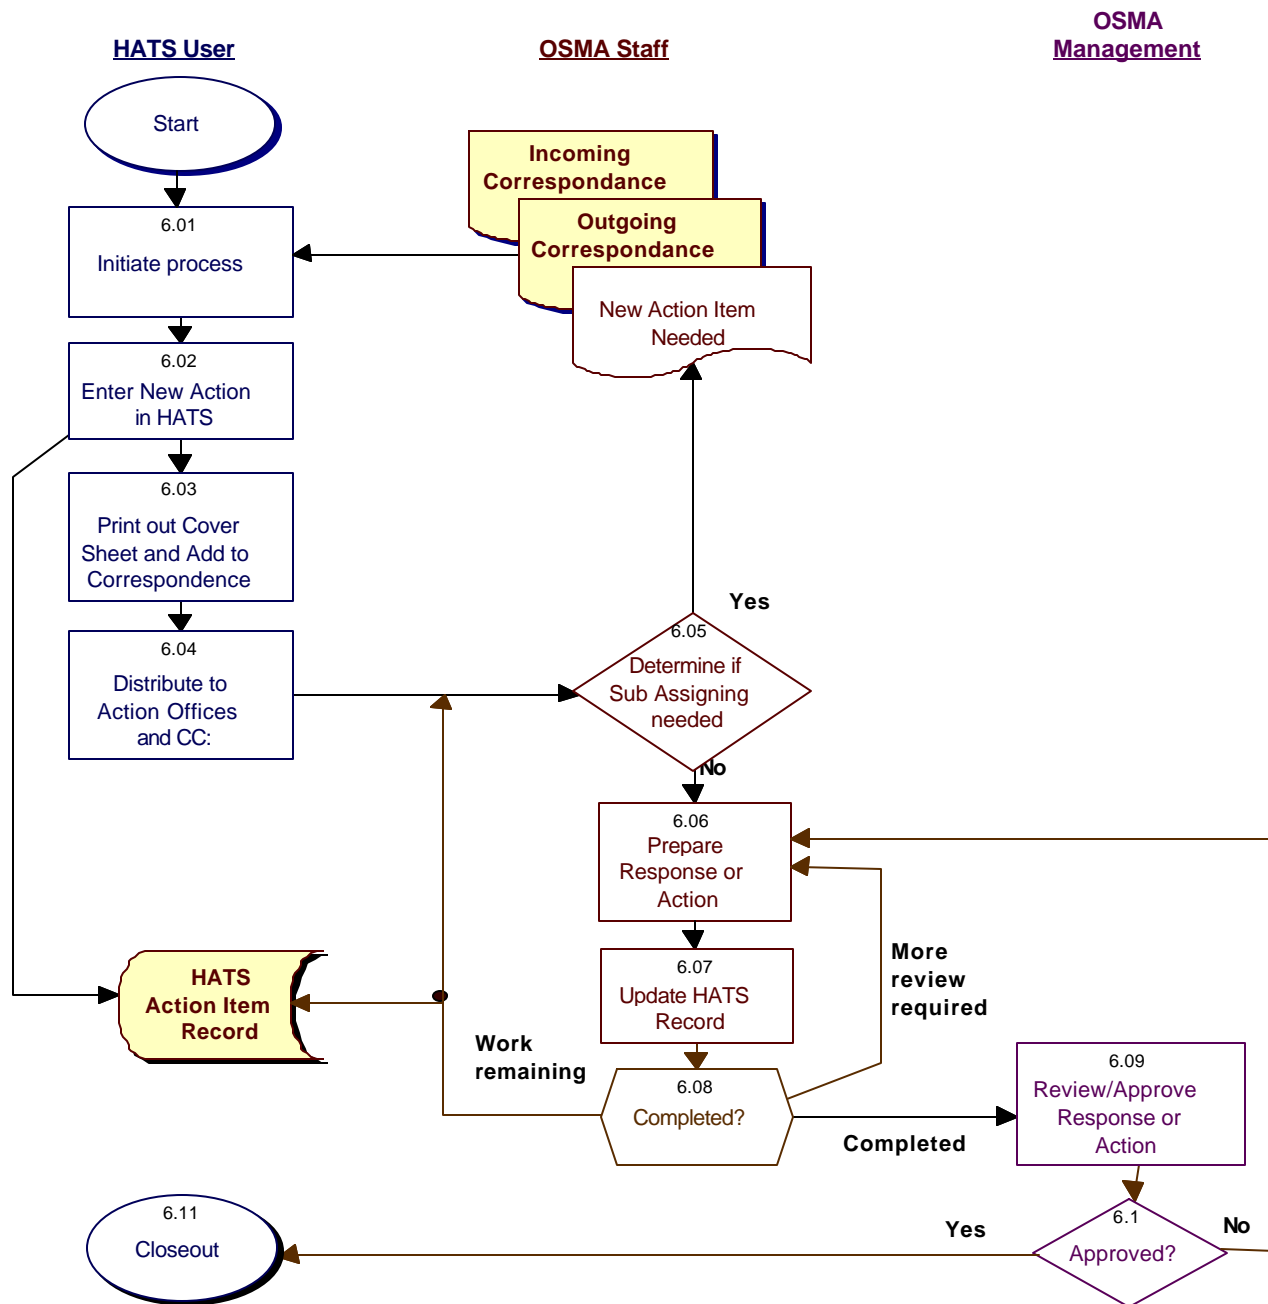 HATS User
OSMA Staff
OSMA
Management
Start
Incoming
Correspondance
Outgoing
Correspondance
New Action Item
Needed
6.01
Initiate process
6.02
Enter New Action
in HATS
6.03
Print out Cover
Sheet and Add to
Correspondence
6.04
Distribute to
Action Offices
and CC:
Yes
6.05
Determine if
Sub Assigning
needed
No
6.06
Prepare
Response or
Action
6.07
Update HATS
Record
More
review
required
HATS
Action Item
Record
Work
remaining
6.08
Completed?
Completed
6.09
Review/Approve
Response or
Action
6.1
Approved?
Yes
No
6.11
Closeout